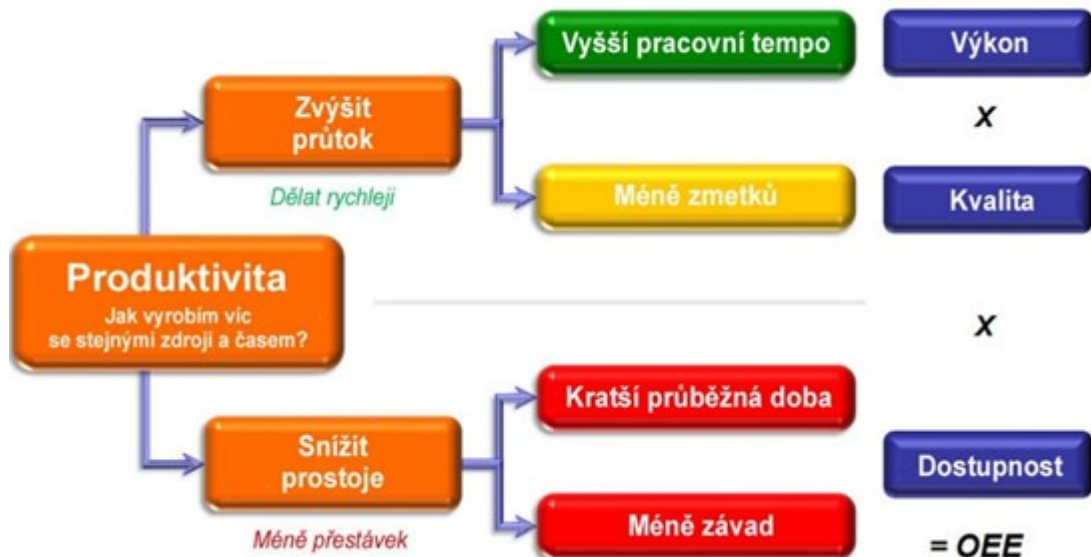 Vyšší pracovní tempo
Výkon
Zvýšit
průtok
x
Dělat rychleji
Méně zmetků
Kvalita
Produktivita
Jak vyrobím víc
se stejnými zdroji a časem?
x
Kratší průběžná doba
Snížit
prostoje
Dostupnost
Méně přestávek
Méně závad
= OEE